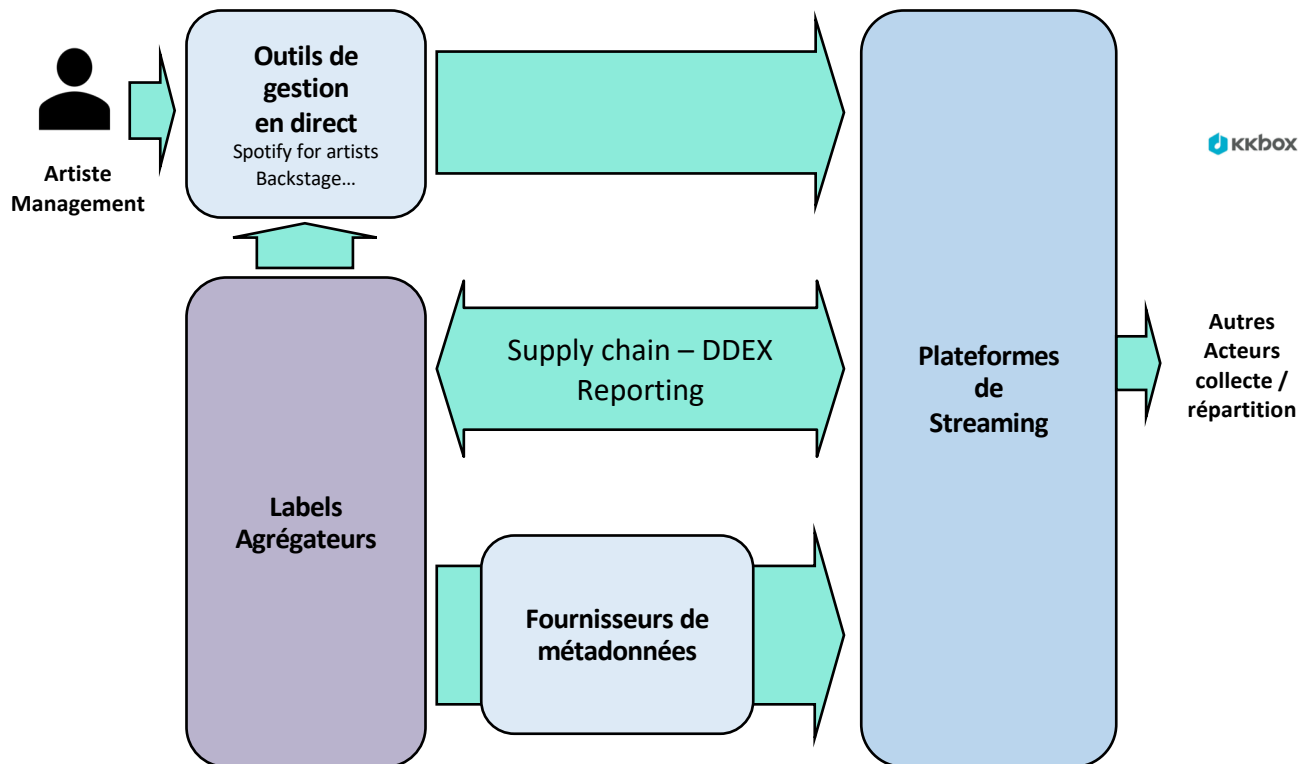 Outils de
gestion
en direct
Spotify for artists
Backstage...
Artiste
Management
KKbox
Supply chain – DDEX
Reporting
Plateformes
de
Streaming
Autres
Acteurs
collecte /
répartition
Labels
Agrégateurs
Fournisseurs de
métadonnées